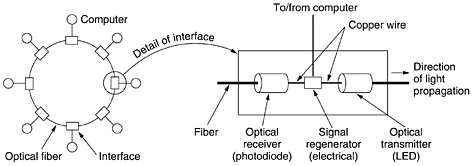 Computer
Detail of interface
Optical fiber
Interface
To/from computer
Copper wire
Direction
of light
propagation
Fiber
Optical
receiver
(photodiode)
Signal
regenerator
(electrical)
Optical
transmitter
(LED)